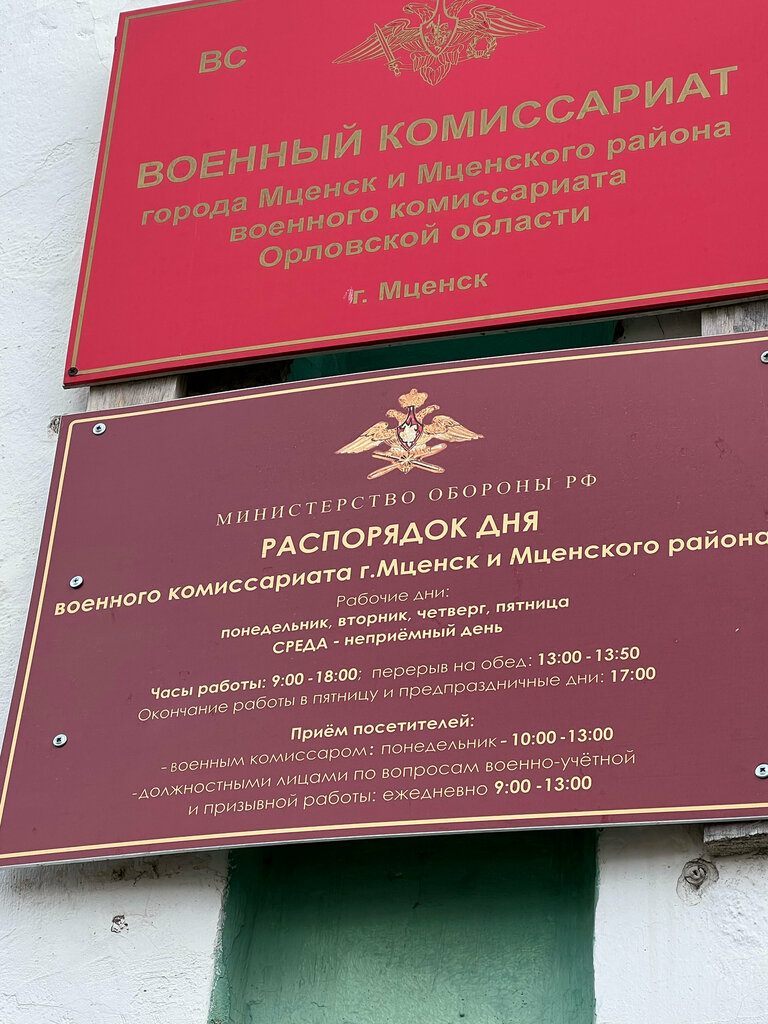 ВС
ВОЕННЫЙ КОМИССАРИАТ
города Мценск и Мценского района
военного комиссариата
Орловской области
г. Мценск
МИНИСТЕРСТВО ОБОРОНЫ РФ
РАСПОРЯДОК ДНЯ
военного комиссариата г.Мценск и Мценского района
Рабочие дни:
понедельник, вторник, четверг, пятница
СРЕДА - неприёмный день
Часы работы: 9:00 -18:00; перерыв на обед: 13:00 -13:50
Окончание работы в пятницу и предпраздничные дни: 17:00
Приём посетителей:
-военным комиссаром: понедельник - 10:00 -13:00
-должностными лицами по вопросам военно-учётной
и призывной работы: ежедневно 9:00 -13:00